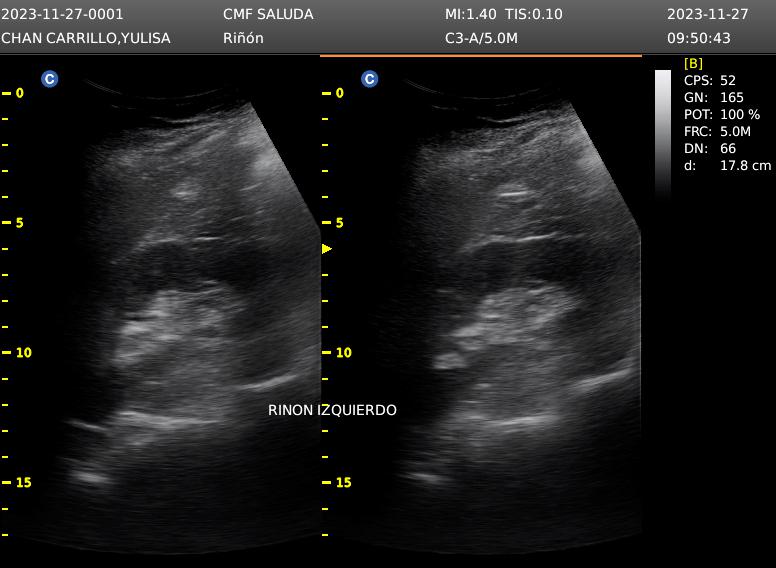 2023-11-27-0001 CMF SALUDA MI:1.40 TIS:0.10 2023-11-27
CHAN CARRILLO,YULISA Riñón C3-A/5.0M 09:50:43
C C
[B]
CPS: 52
GN: 165
POT: 100 %
FRC: 5.0M
DN: 66
d: 17.8 cm
0 0
5 5
10 10
RINON IZQUIERDO
15 15